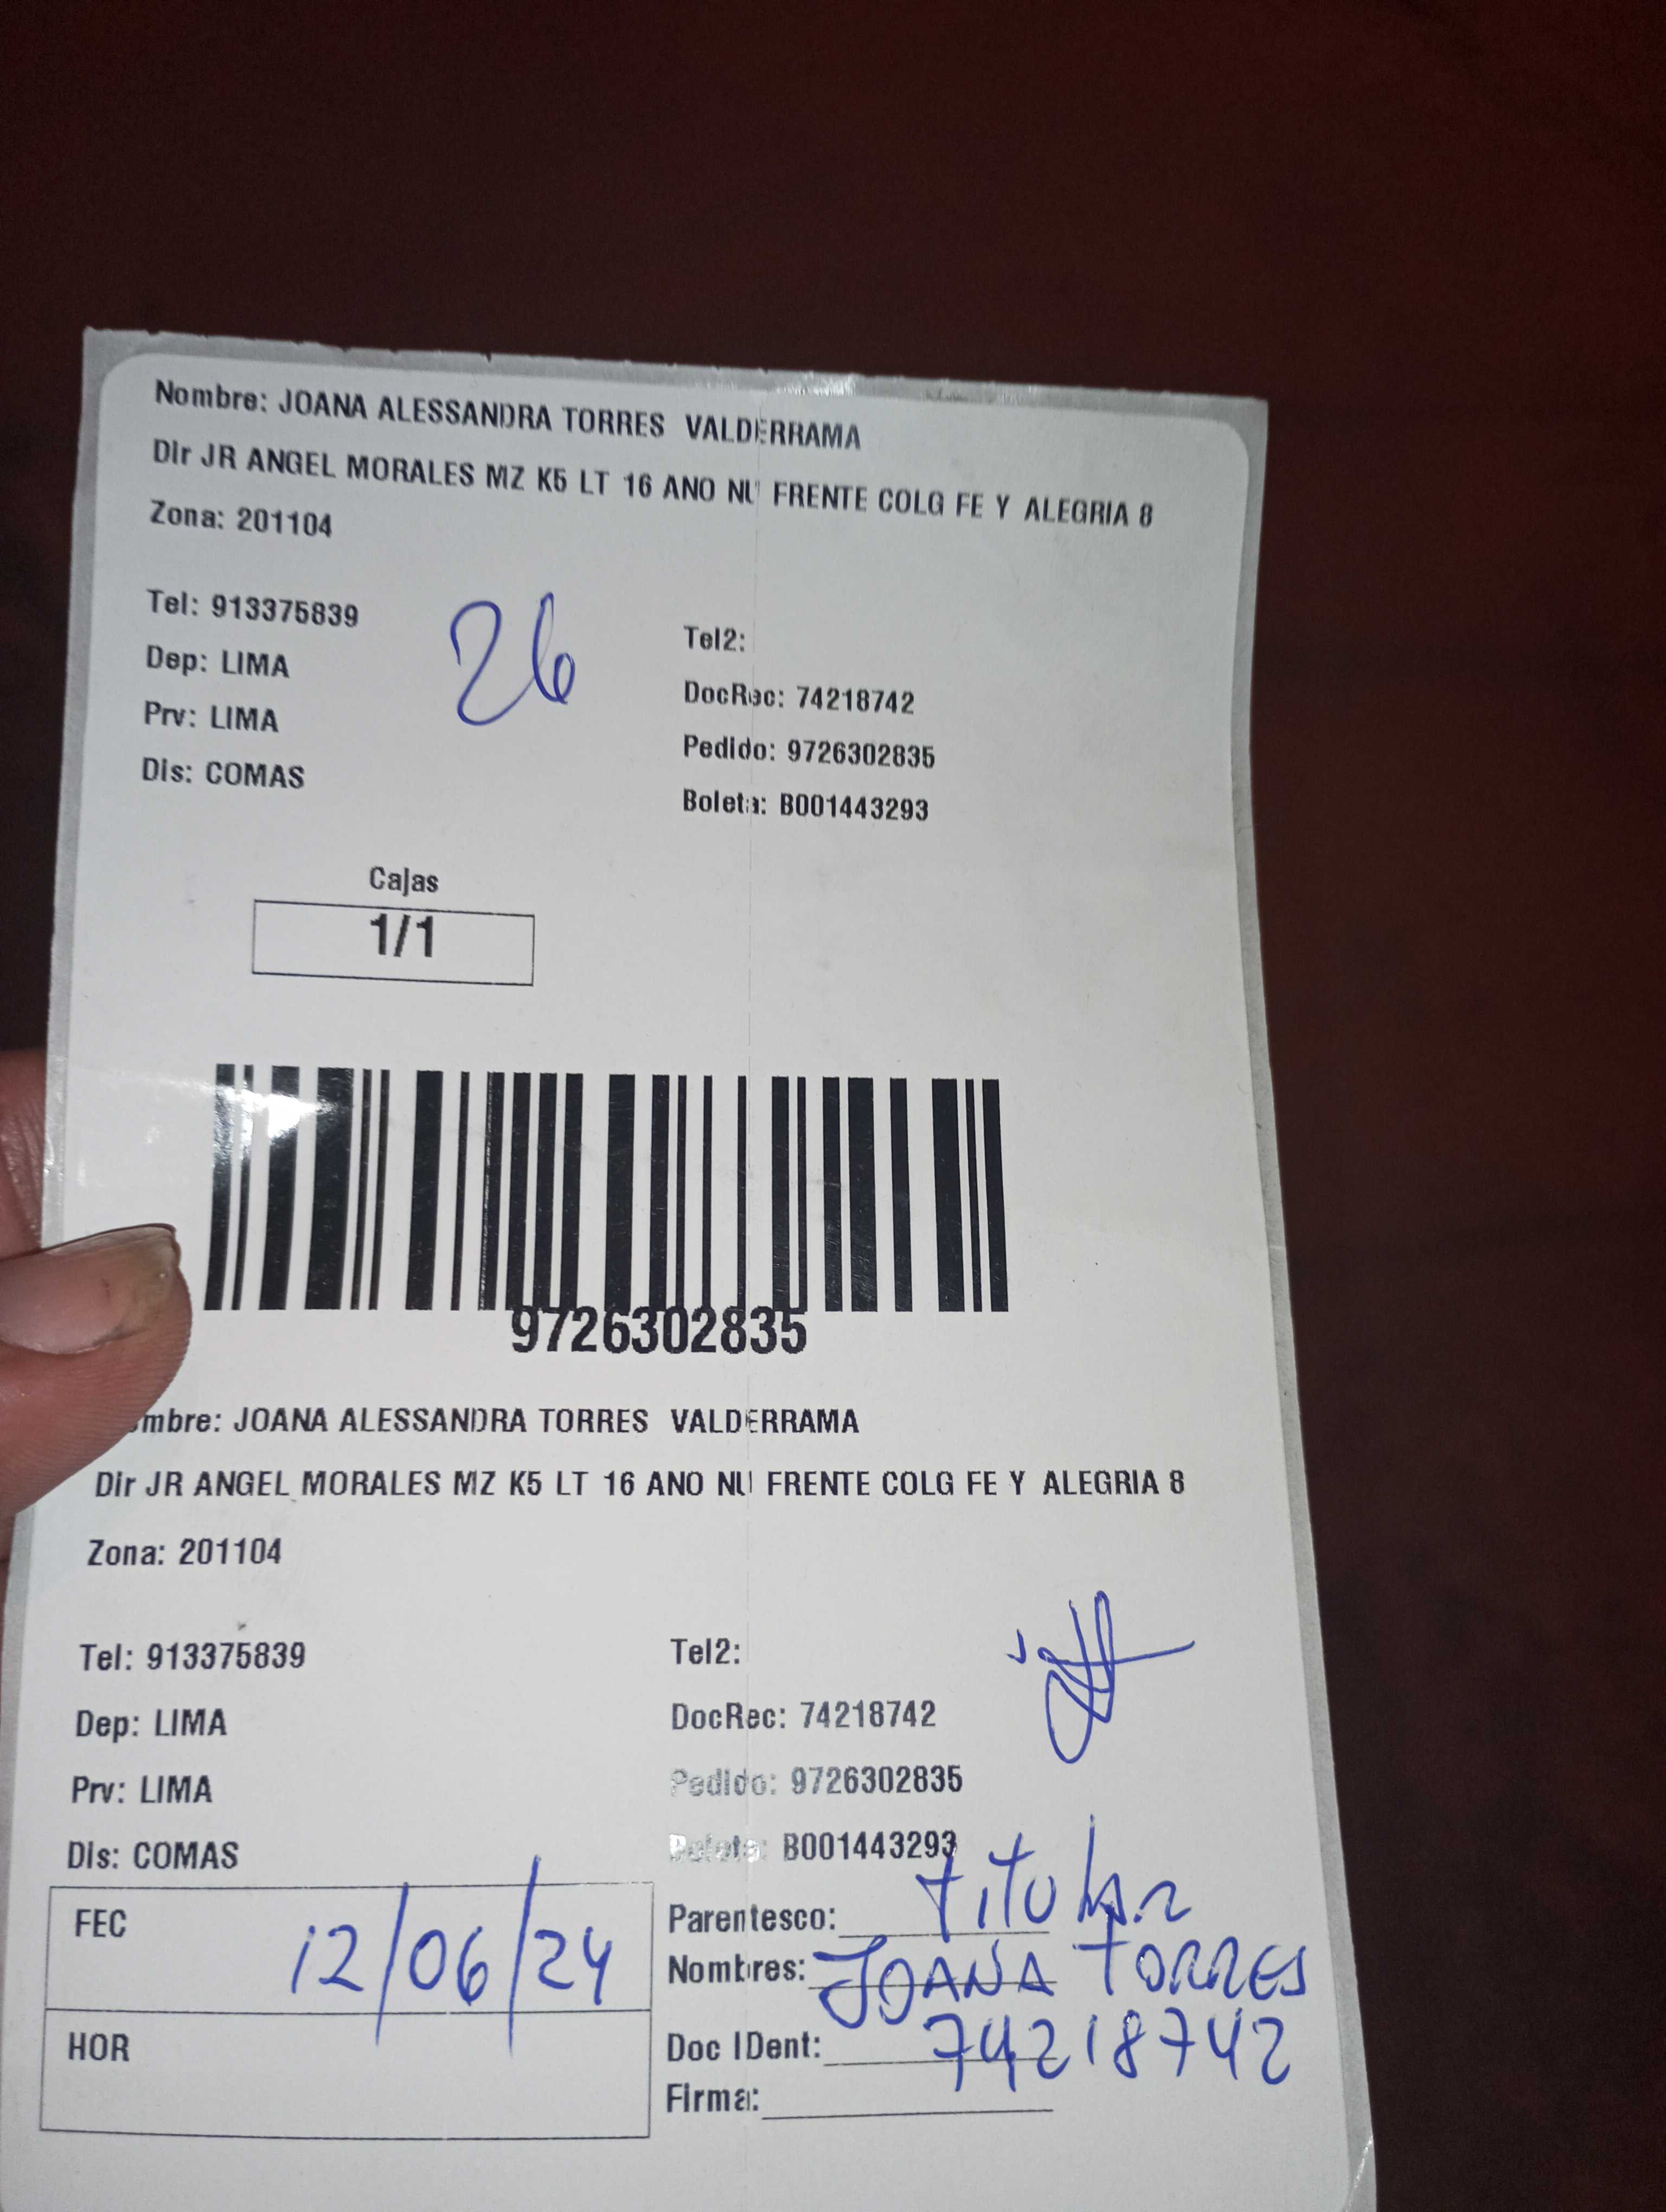 Nombre: JOANA ALESSANDRA TORRES VALDERRAMA
Dir JR ANGEL MORALES MZ K5 LT 16 ANO NU FRENTE COLG FE Y ALEGRIA 8
Zona: 201104
Tel: 913375839
26
Tel2:
Dep: LIMA
DocRec: 74218742
Prv: LIMA
Pedido: 9726302835
Dis: COMAS
Boleta: B001443293
Cajas
1/1
9726302835
mbre: JOANA ALESSANDRA TORRES VALDERRAMA
Dir JR ANGEL MORALES MZ K5 LT 16 ANO NU FRENTE COLG FE Y ALEGRIA 8
Zona: 201104
Tel: 913375839
Tel2:
Dep: LIMA
DocRec: 74218742
Prv: LIMA
Pedido: 9726302835
Dis: COMAS
Boleta: B001443293
FEC 12/06/24
HOR
Parentesco: titular
Nombres: JOANA TORRES
Doc IDent: 74218742
Firma: